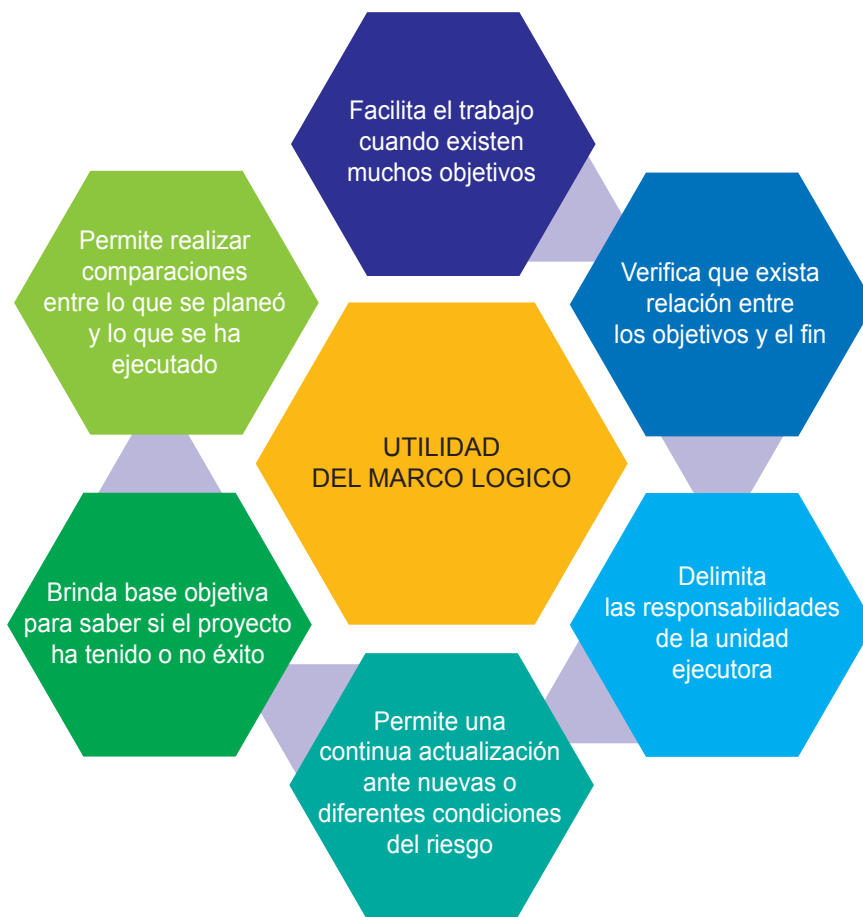 Facilita el trabajo
cuando existen
muchos objetivos
Verifica que exista
relación entre
los objetivos y el fin
Delimita
las responsabilidades
de la unidad
ejecutora
Permite una
continua actualización
ante nuevas o
diferentes condiciones
del riesgo
Brinda base objetiva
para saber si el proyecto
ha tenido o no éxito
Permite realizar
comparaciones
entre lo que se planeó
y lo que se ha
ejecutado
UTILIDAD
DEL MARCO LOGICO